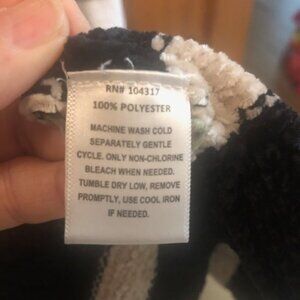 RN# 104317
100% POLYESTER
MACHINE WASH COLD
SEPARATELY GENTLE
CYCLE. ONLY NON-CHLORINE
BLEACH WHEN NEEDED.
TUMBLE DRY LOW, REMOVE
PROMPTLY, USE COOL IRON
IF NEEDED.